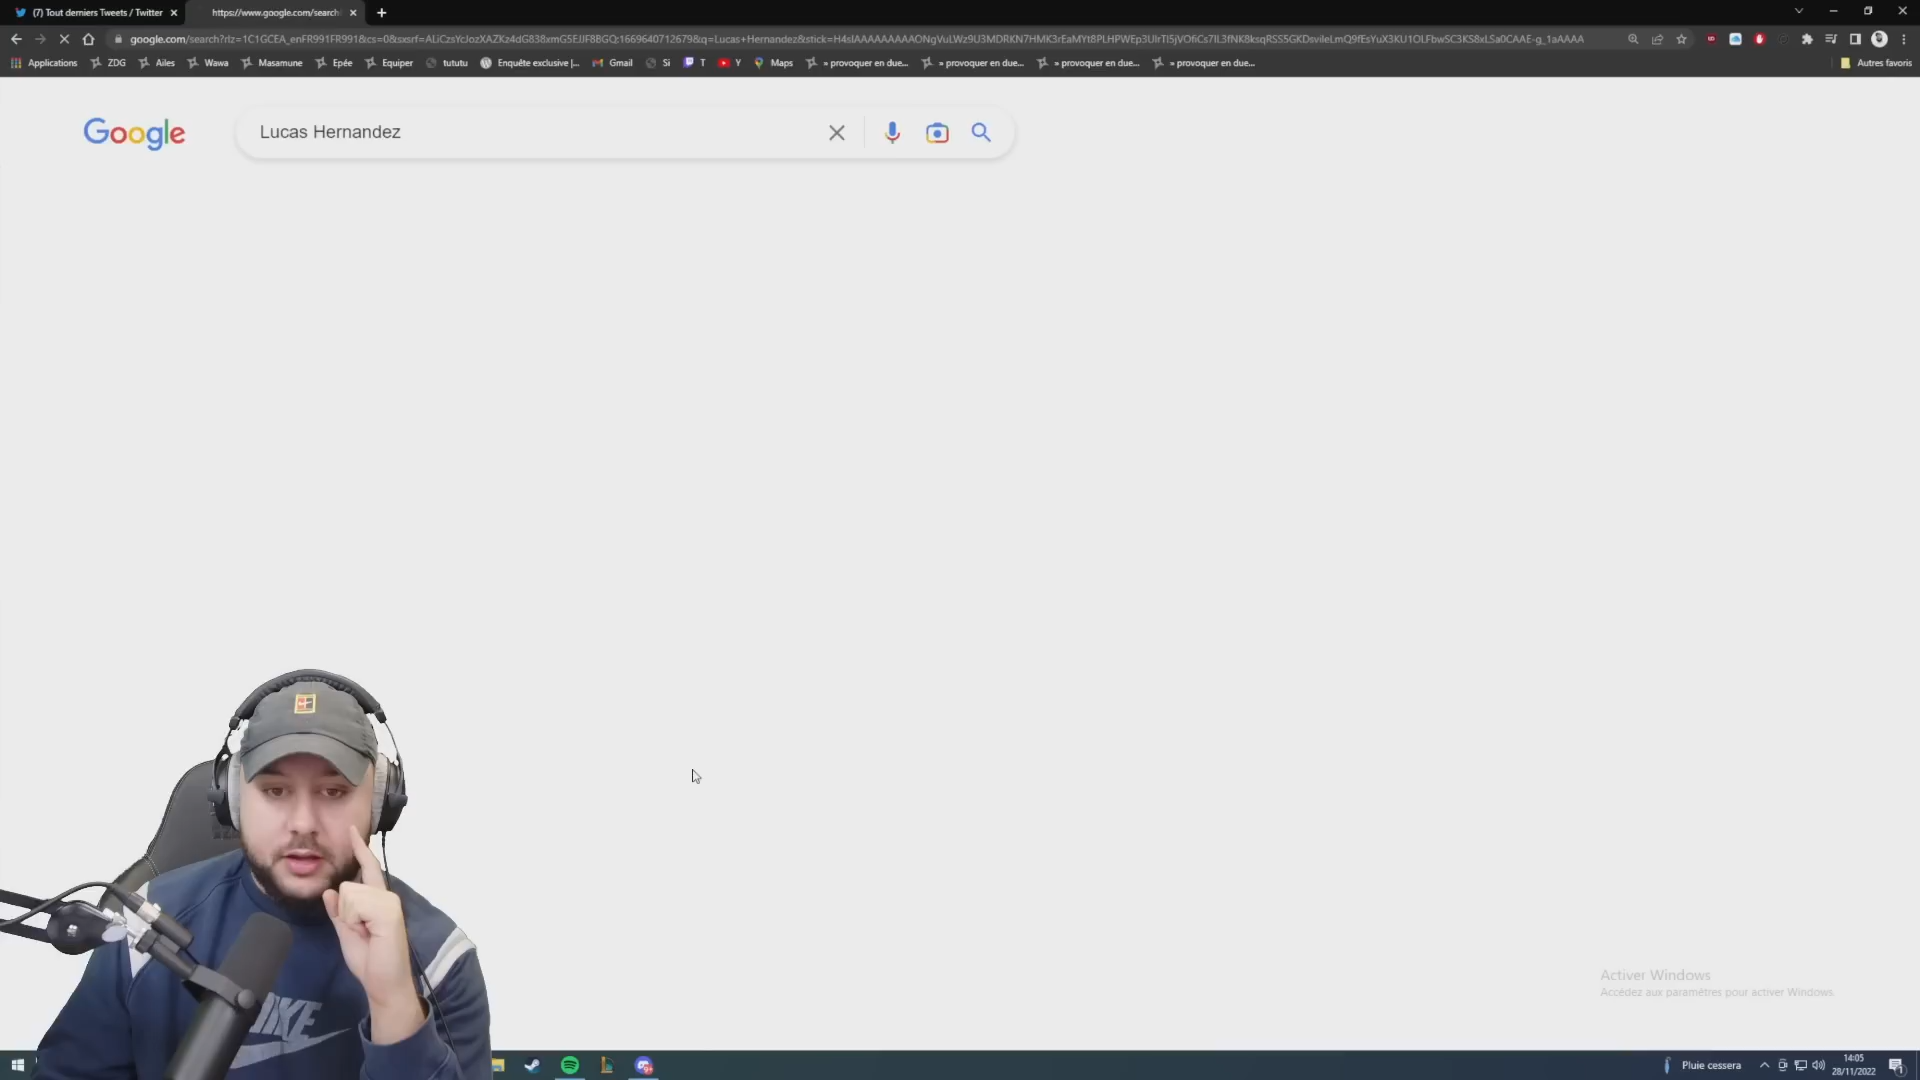 (7) Tout derniers Tweets / Twitter
https://www.google.com/search
Applications
ZDG
Ailes
Wawa
Masamune
Epée
Equiper
tututu
Enquête exclusive |...
Gmail
Si
T
Y
Maps
» provoquer en due...
» provoquer en due...
» provoquer en due...
» provoquer en due...
Autres favoris
Google
Lucas Hernandez
NIKE
Activer Windows
Accédez aux paramètres pour activer Windows.
Pluie cessera
14:05
28/11/2022